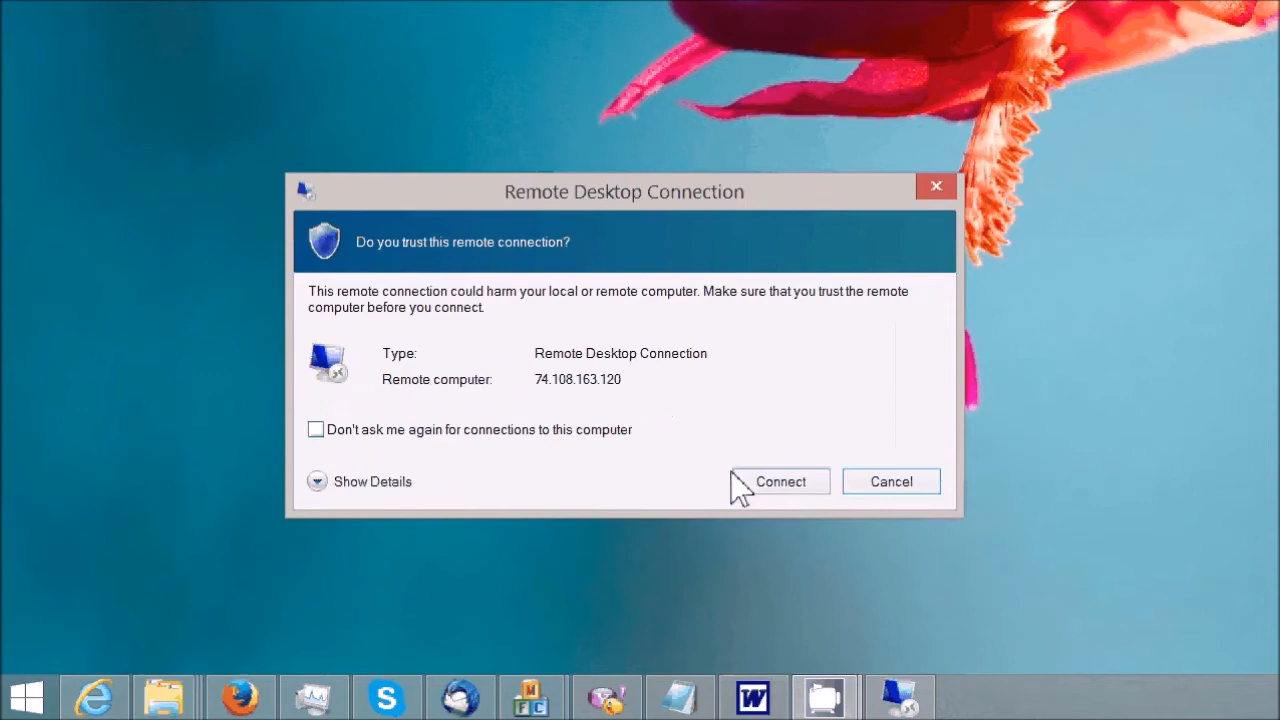 Remote Desktop Connection
Do you trust this remote connection?
This remote connection could harm your local or remote computer. Make sure that you trust the remote
computer before you connect.
Type: Remote Desktop Connection
Remote computer: 74.108.163.120
Don't ask me again for connections to this computer
Show Details Connect Cancel
M
F C
W